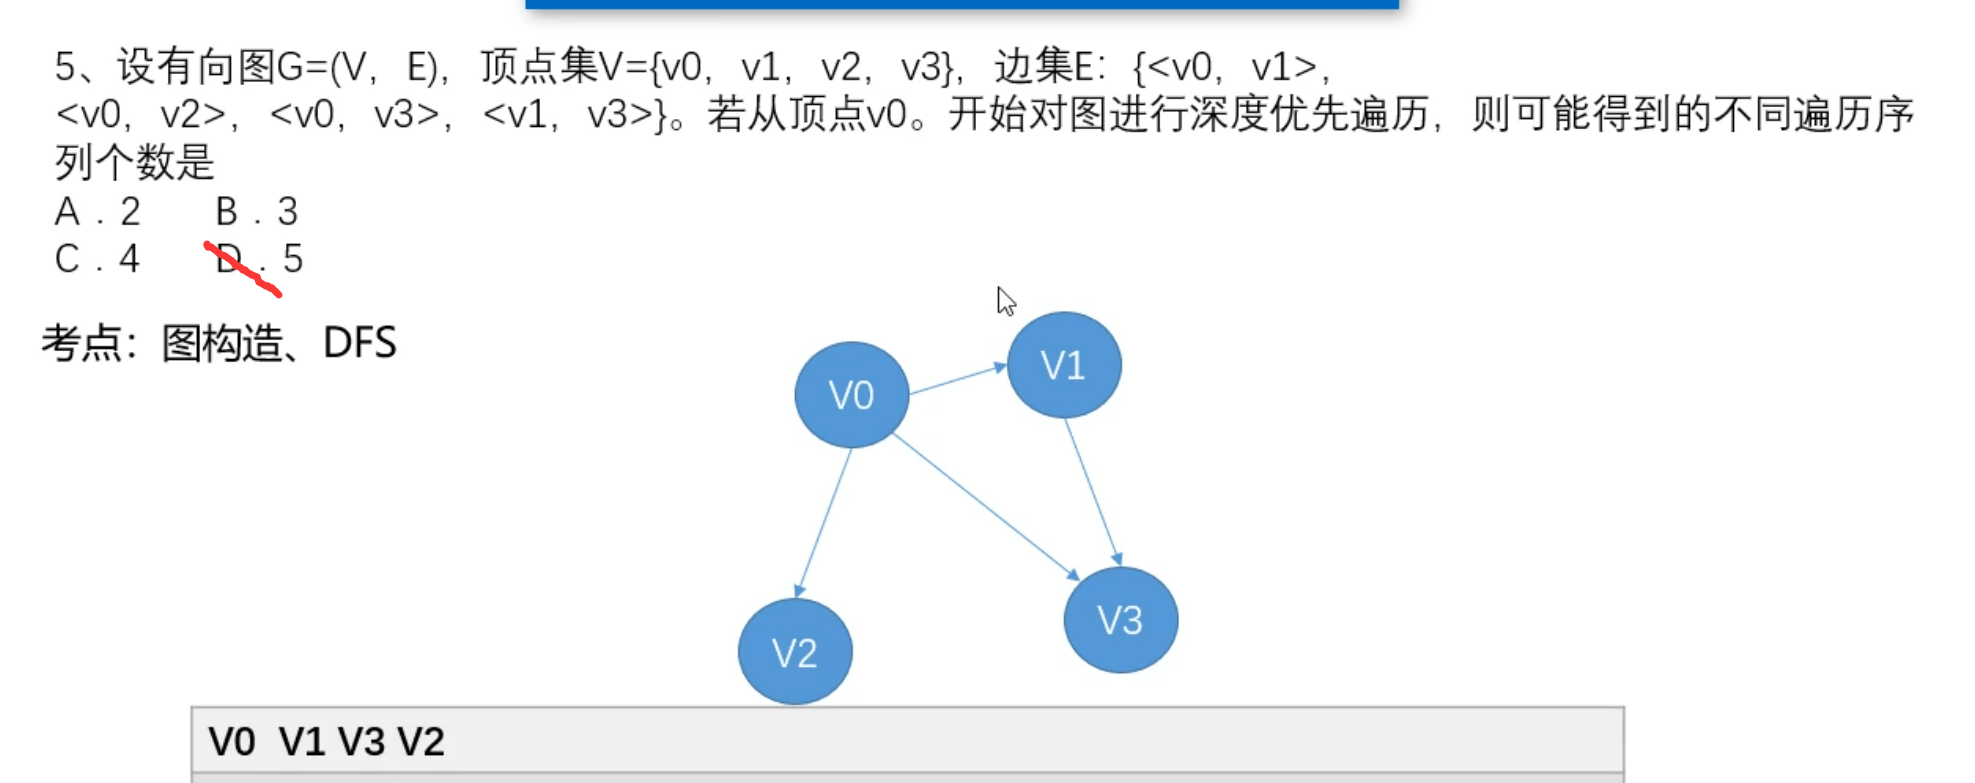 5、设有向图G=(V, E), 顶点集V={v0, v1, v2, v3}, 边集E: {<v0, v1>,
<v0, v2>, <v0, v3>, <v1, v3>}。若从顶点v0。开始对图进行深度优先遍历, 则可能得到的不同遍历序
列个数是
A . 2 B . 3
C . 4 D . 5
考点: 图构造、DFS
V1
V0
V3
V2
V0 V1 V3 V2